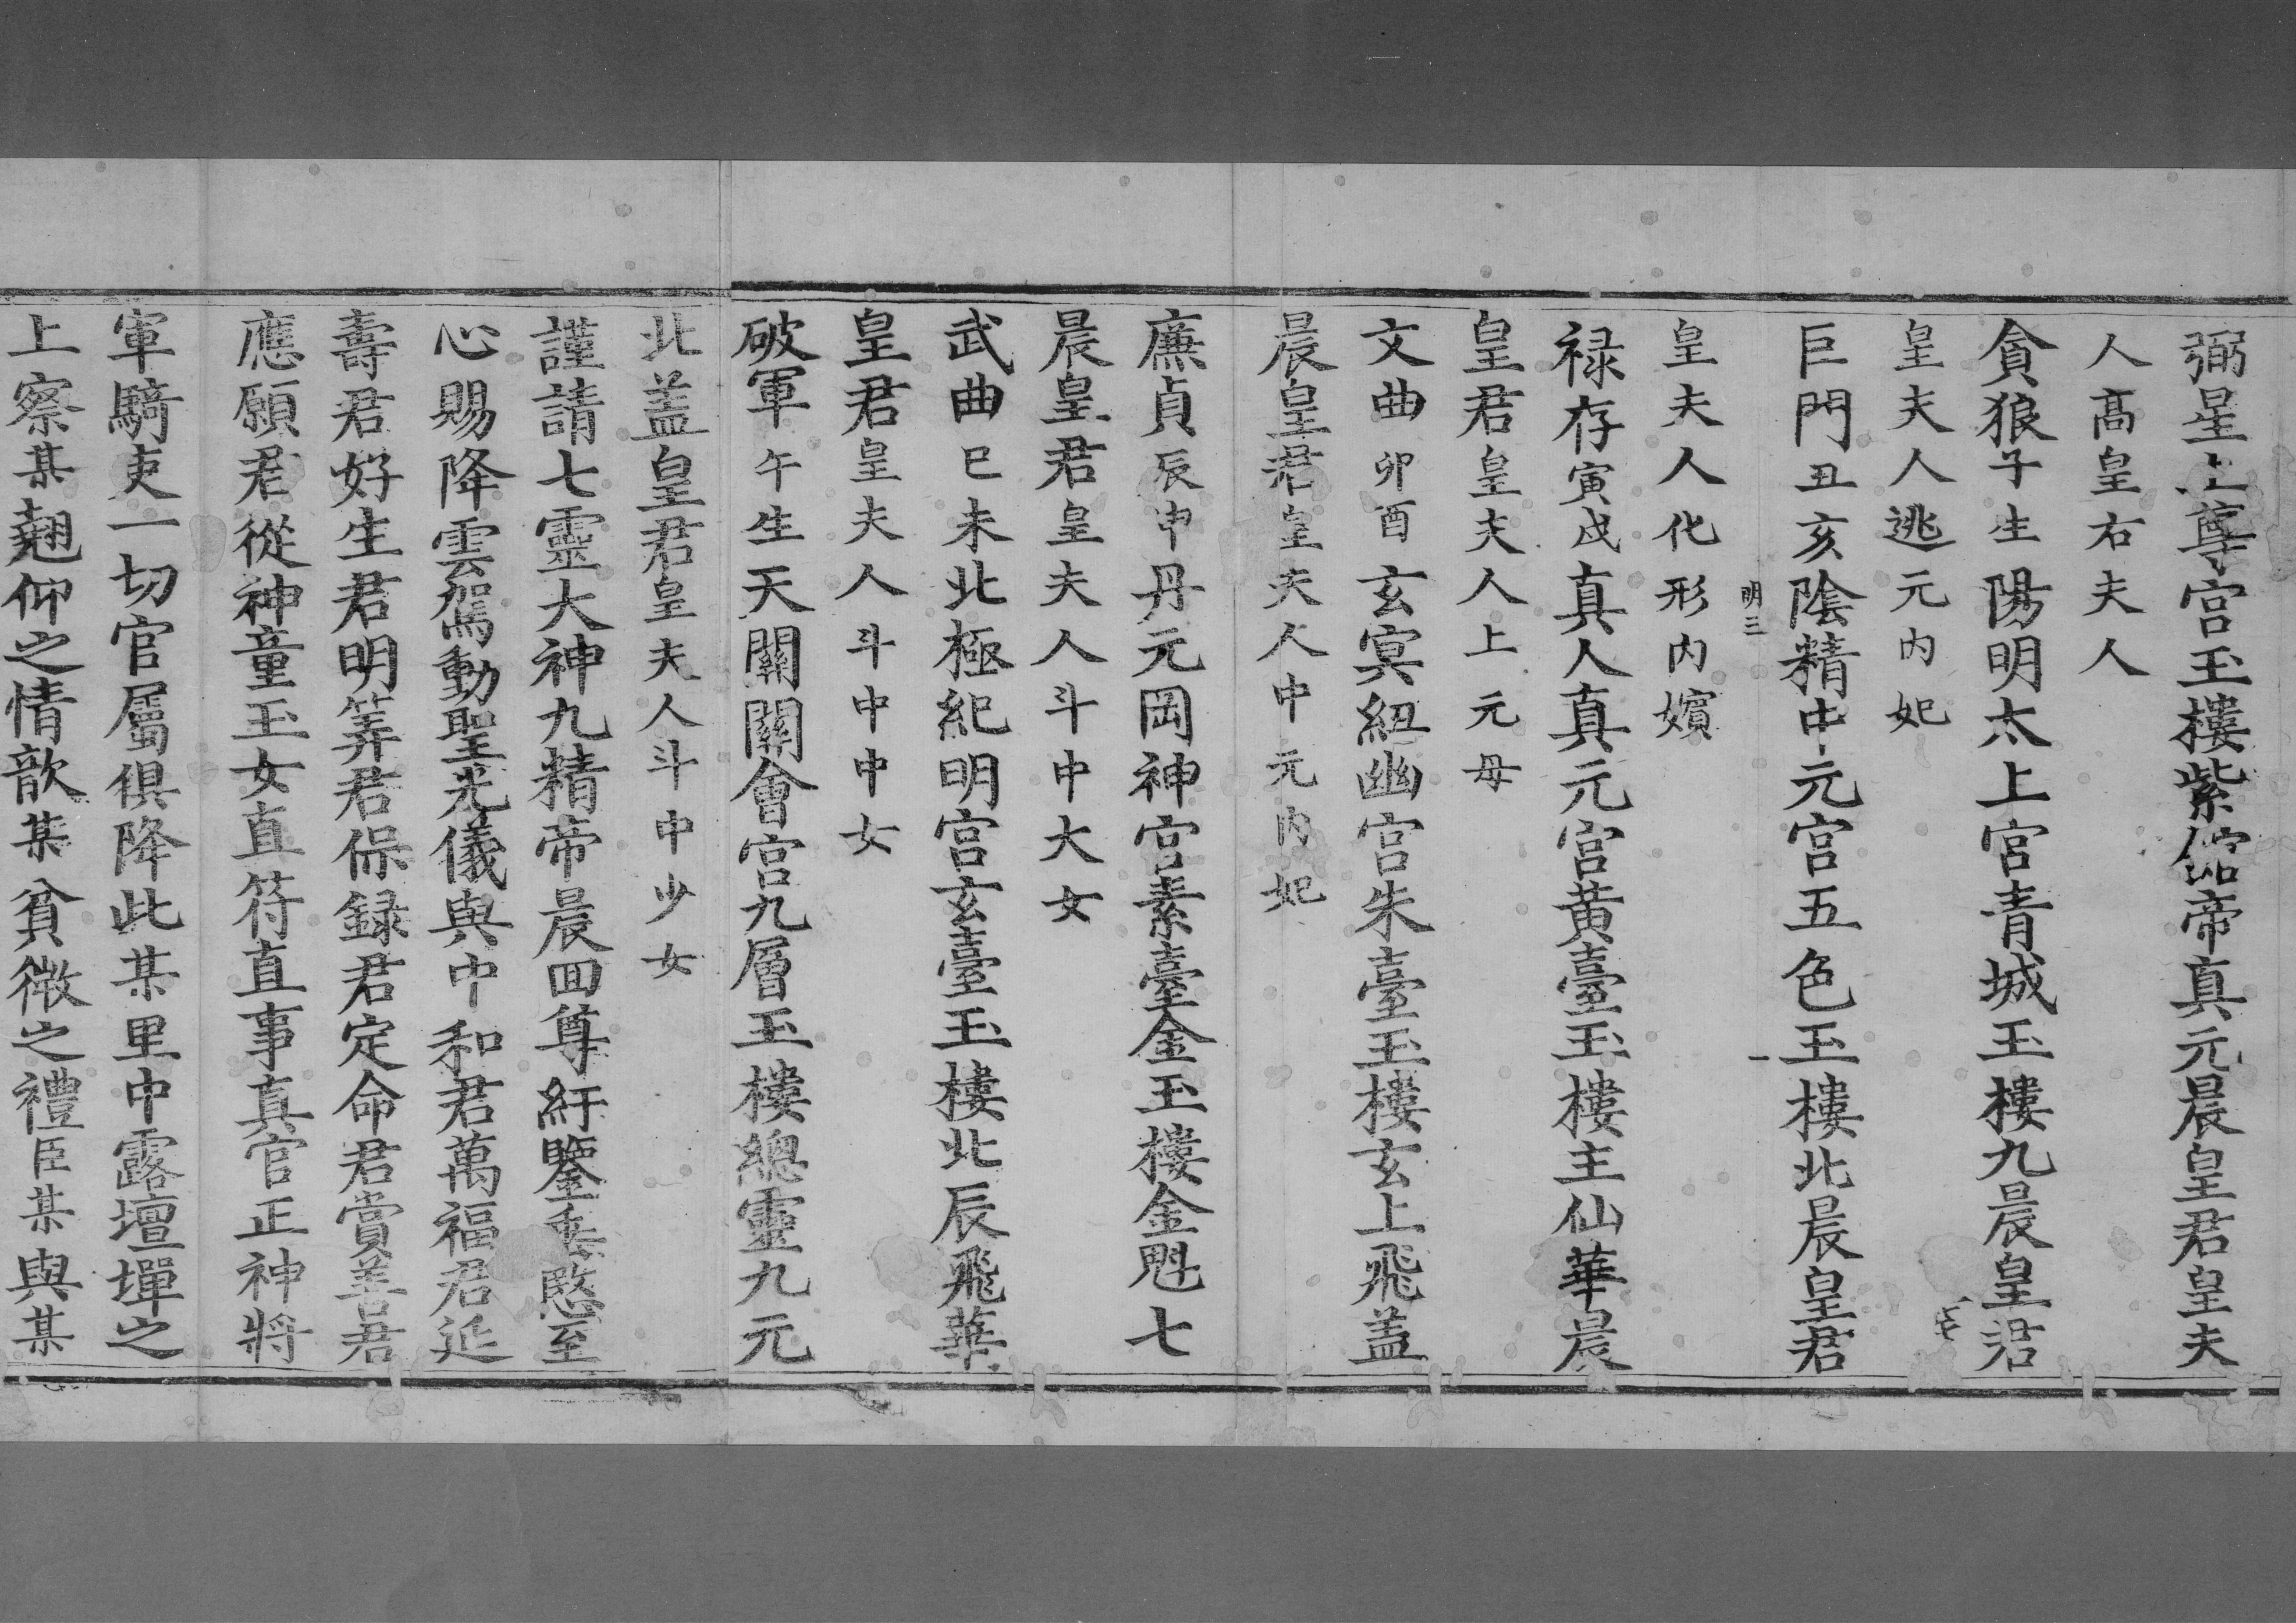 弼星上尊宮玉樓紫館帝真元晨皇君皇夫
人高皇右夫人
貪狼子生陽明太上宮青城玉樓九晨皇君
皇夫人逃元內妃
巨門丑亥陰精中元宮五色玉樓北晨皇君
明三
一
皇夫人化形內嬪
祿存寅戌真人真元宮黃臺玉樓主仙華晨
皇君皇夫人上元母
文曲卯酉玄冥紐幽宮朱臺玉樓玄上飛盖
晨皇君皇夫人中元內妃
廉貞辰申丹元岡神宮素臺金玉樓金魁七
晨皇君皇夫人斗中大女
武曲巳未北極紀明宮玄臺玉樓北辰飛華
皇君皇夫人斗中中女
破軍午生天關關會宮九層玉樓總靈九元
北盖皇君皇夫人斗中少女
謹請七靈大神九精帝晨回尊紆鑒垂愍至
心賜降雲駕動聖光儀與中和君萬福君延
壽君好生君明筭君保錄君定命君賞善君
應願君從神童玉女直符直事真官正神將
軍騎吏一切官屬俱降此某里中露壇墠之
上察某翹仰之情歆某貧微之禮臣某與某